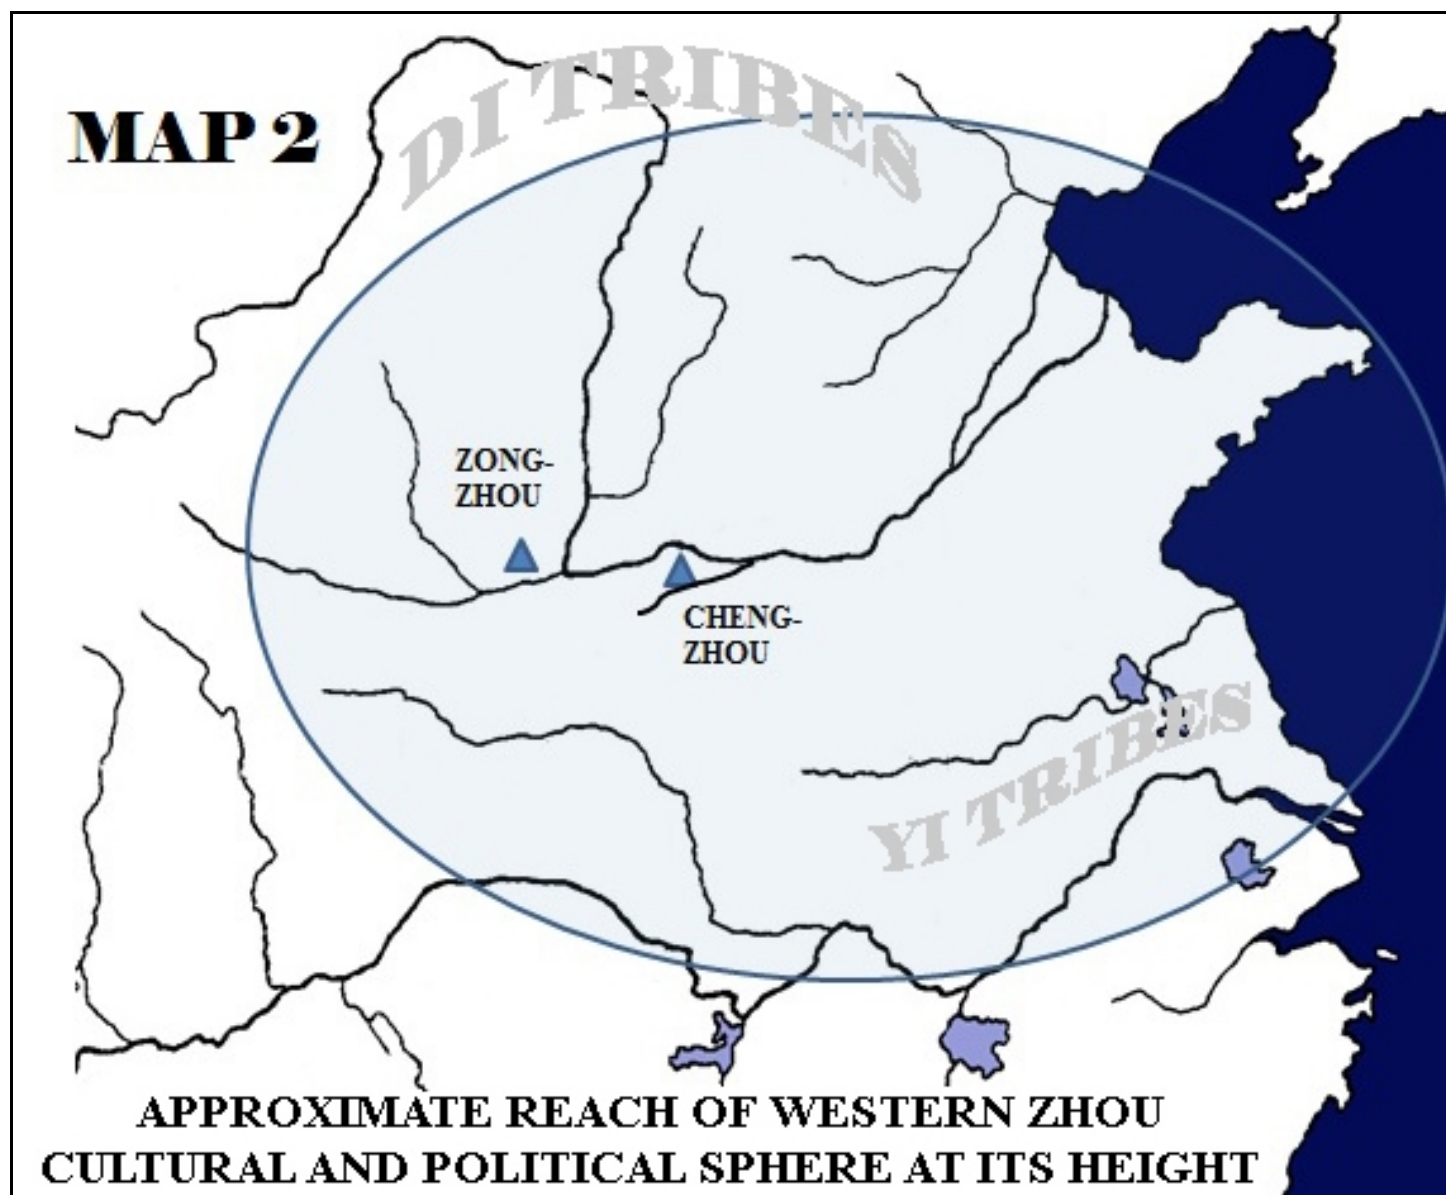 DI TRIBES
MAP 2
ZONG-
ZHOU
CHENG-
ZHOU
YI TRIBES
APPROXIMATE REACH OF WESTERN ZHOU
CULTURAL AND POLITICAL SPHERE AT ITS HEIGHT